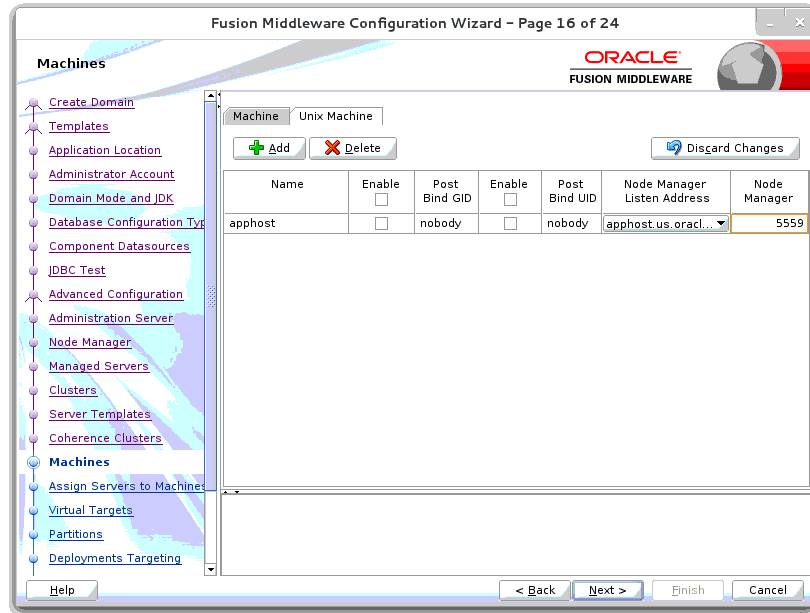 Fusion Middleware Configuration Wizard – Page 16 of 24
Machines
ORACLE
FUSION MIDDLEWARE
Create Domain
Templates
Application Location
Administrator Account
Domain Mode and JDK
Database Configuration Typ
Component Datasources
JDBC Test
Advanced Configuration
Administration Server
Node Manager
Managed Servers
Clusters
Server Templates
Coherence Clusters
Machines
Assign Servers to Machines
Virtual Targets
Partitions
Deployments Targeting
Machine Unix Machine
Add Delete Discard Changes
Name Enable Post Bind GID Enable Post Bind UID Node Manager Listen Address Node Manager
apphost nobody nobody apphost.us.oracl... 5559
Help < Back Next > Finish Cancel